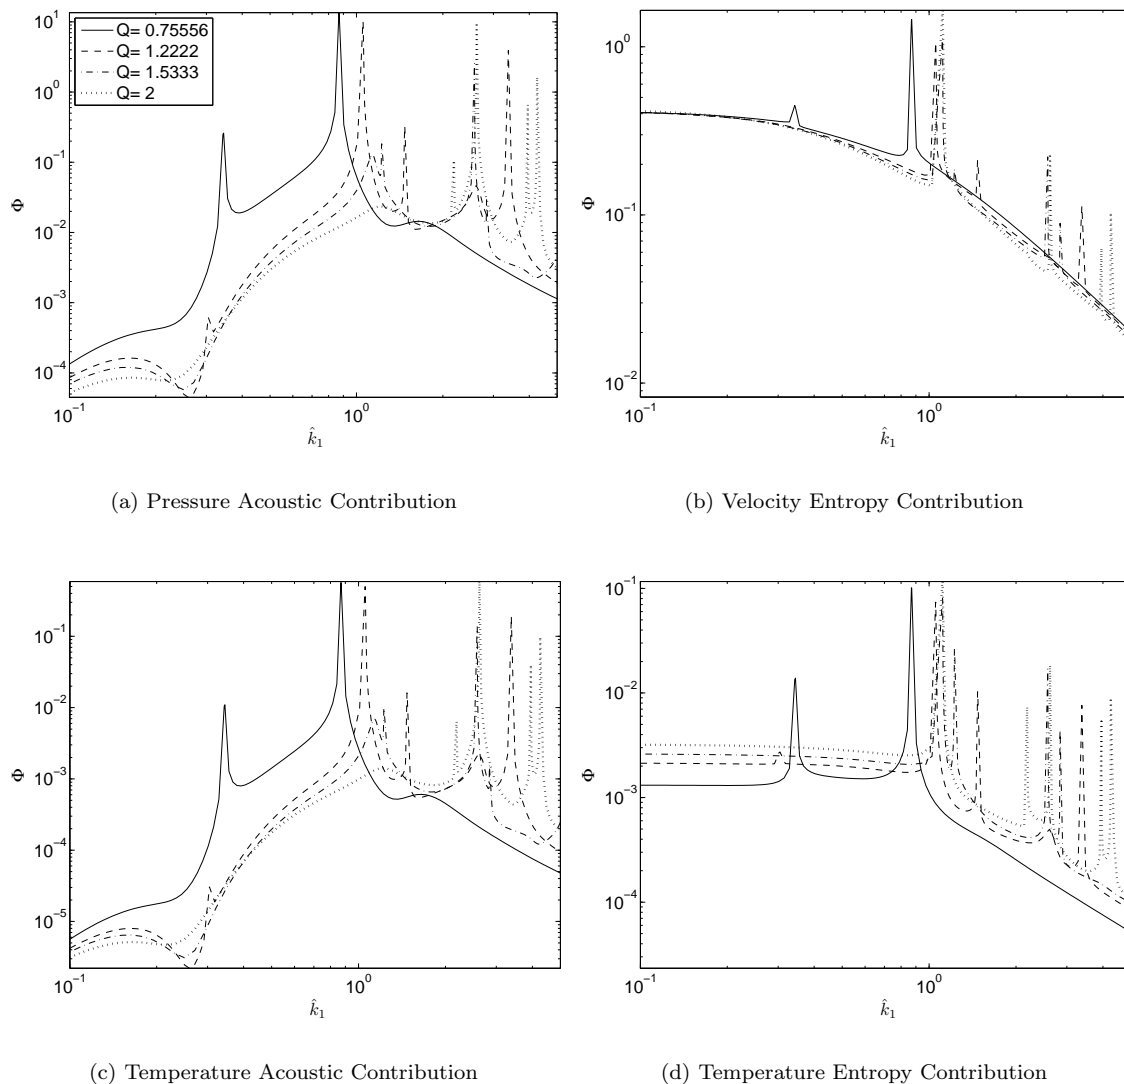 10^1
10^0
10^-1
10^-2
10^-3
10^-4
Φ
Q= 0.75556
Q= 1.2222
Q= 1.5333
Q= 2
10^-1
10^0
k̂₁
(a) Pressure Acoustic Contribution
10^0
10^-1
10^-2
Φ
10^-1
10^0
k̂₁
(b) Velocity Entropy Contribution
10^-1
10^-2
10^-3
10^-4
10^-5
Φ
10^-1
10^0
k̂₁
(c) Temperature Acoustic Contribution
10^-1
10^-2
10^-3
10^-4
Φ
10^-1
10^0
k̂₁
(d) Temperature Entropy Contribution